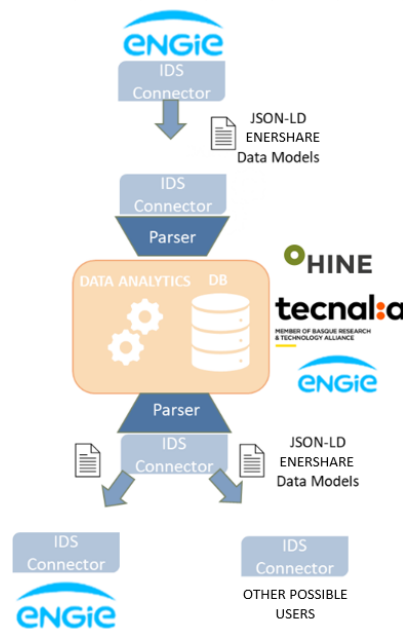 ENGIE
IDS
Connector
JSON-LD
ENERSHARE
Data Models
IDS
Connector
Parser
DATA ANALYTICS DB
HINE
tecnal:a
MEMBER OF BASQUE RESEARCH
& TECHNOLOGY ALLIANCE
ENGIE
Parser
IDS
Connector
JSON-LD
ENERSHARE
Data Models
IDS
Connector
ENGIE
IDS
Connector
OTHER POSSIBLE
USERS